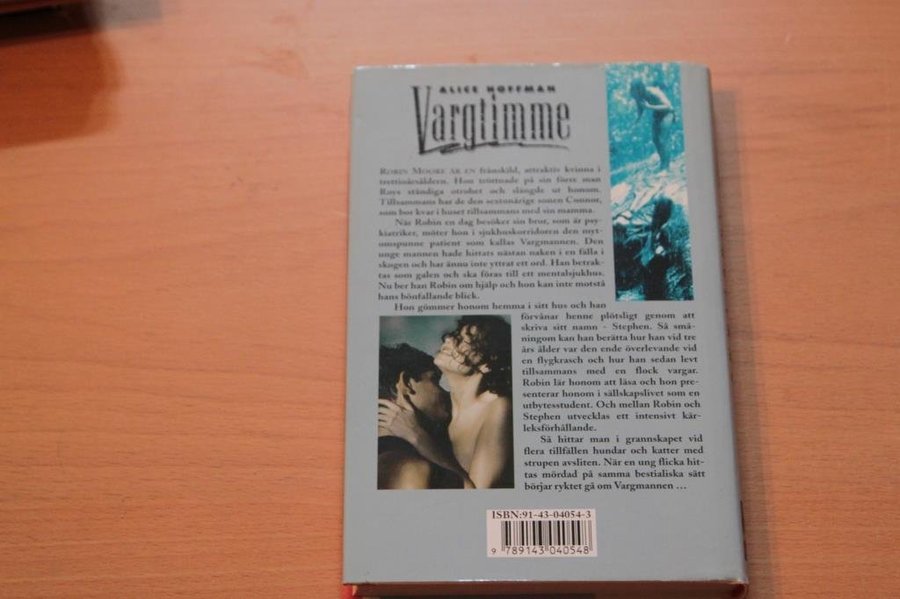 ALICE HOFFMAN
Vargtimme
ROBIN MOORE ÄR EN frånskild, attraktiv kvinna i
trettioårsåldern. Hon tröttnade på sin förre man
Roys ständiga otrohet och slängde ut honom.
Tillsammans har de den sextonårige sonen Connor,
som bor kvar i huset tillsammans med sin mamma.
När Robin en dag besöker sin bror, som är psy-
kiatriker, möter hon i sjukhuskorridoren den myt-
omspunne patient som kallas Vargmannen. Den
unge mannen hade hittats nästan naken i en fälla i
skogen och har ännu inte yttrat ett ord. Han betrak-
tas som galen och ska föras till ett mentalsjukhus.
Nu ber han Robin om hjälp och hon kan inte motstå
hans bönfallande blick.
Hon gömmer honom hemma i sitt hus och han
förvånar henne plötsligt genom att
skriva sitt namn - Stephen. Så små-
ningom kan han berätta hur han vid tre
års ålder var den ende överlevande vid
en flygkrasch och hur han sedan levt
tillsammans med en flock vargar.
Robin lär honom att läsa och hon pre-
senterar honom i sällskapslivet som en
utbytesstudent. Och mellan Robin och
Stephen utvecklas ett intensivt kär-
leksförhållande.
Så hittar man i grannskapet vid
flera tillfällen hundar och katter med
strupen avsliten. När en ung flicka hit-
tas mördad på samma bestialiska sätt
börjar ryktet gå om Vargmannen ...
ISBN:91-43-04054-3
9 789143 040548